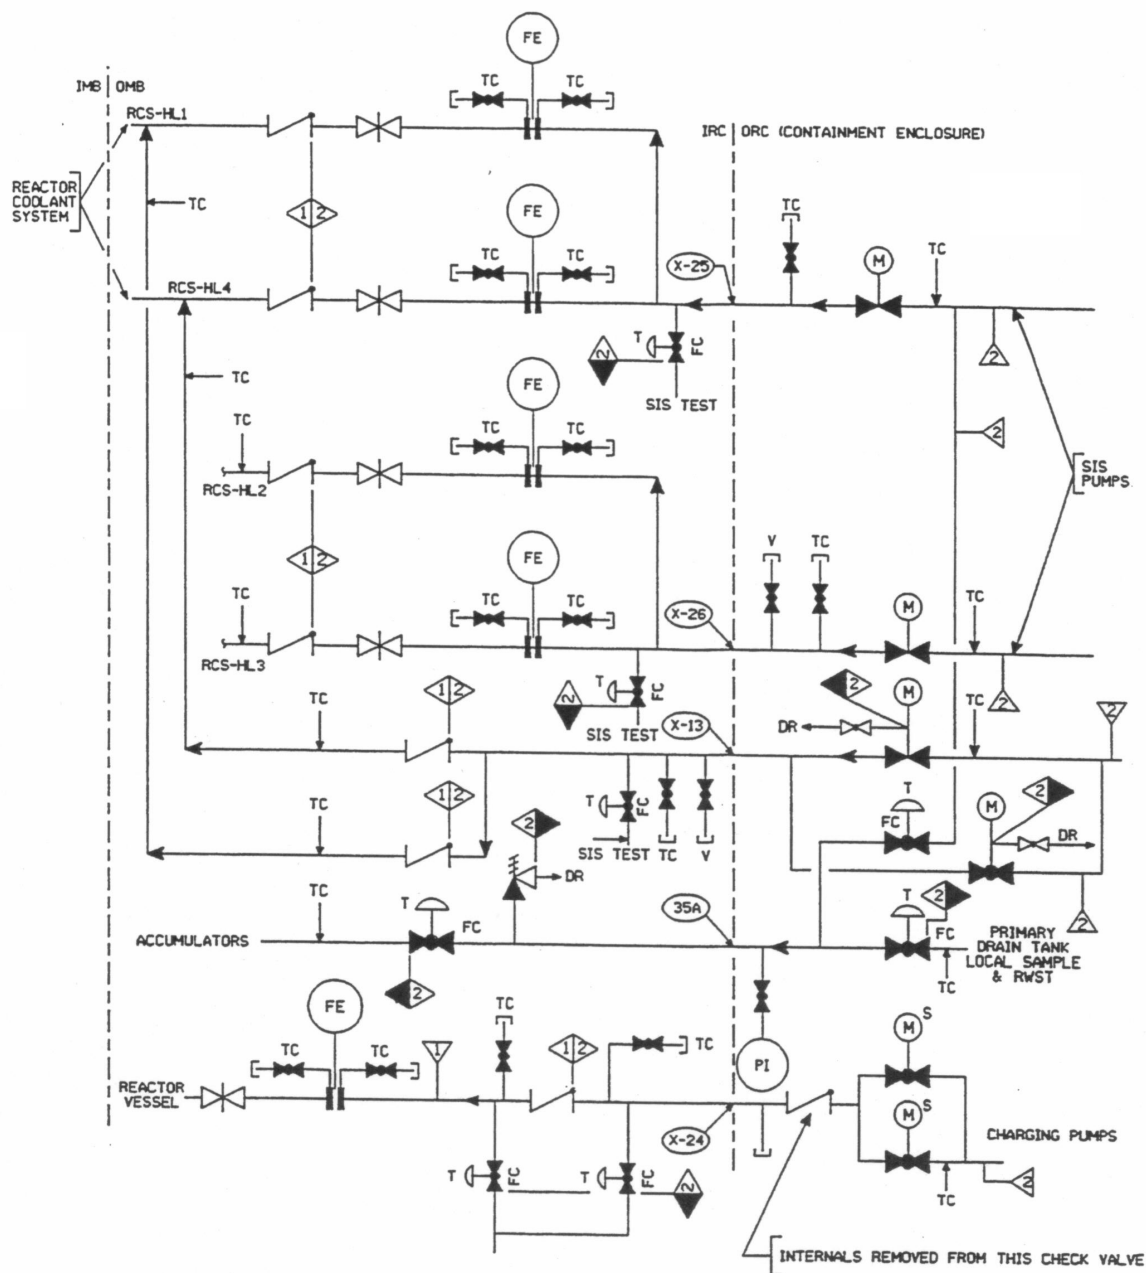 FE
TC TC
IMB OMB
RCS-HL1
IRC ORC (CONTAINMENT ENCLOSURE)
REACTOR
COOLANT
SYSTEM
TC
1 2
FE
TC TC
TC
M
TC
X-25
RCS-HL4
2
T
FC
2
SIS TEST
TC
FE
TC TC
TC
2
SIS
PUMPS
RCS-HL2
1 2
FE
V TC
TC
TC TC
X-26
M
TC
RCS-HL3
2
T
FC
2
SIS TEST
1 2
TC
X-13
2
M
DR
TC
2
1 2
TC
2
T
FC
SIS TEST TC V
DR
T
FC
M
2
DR
2
TC
T
FC
35A
T
2
FC
ACCUMULATORS
PRIMARY
DRAIN TANK
LOCAL SAMPLE
& RWST
TC
2
FE
TC TC
1
TC
1 2
TC
PI
M S
REACTOR
VESSEL
X-24
M S
CHARGING PUMPS
TC
2
T
FC
T
FC
2
INTERNALS REMOVED FROM THIS CHECK VALVE